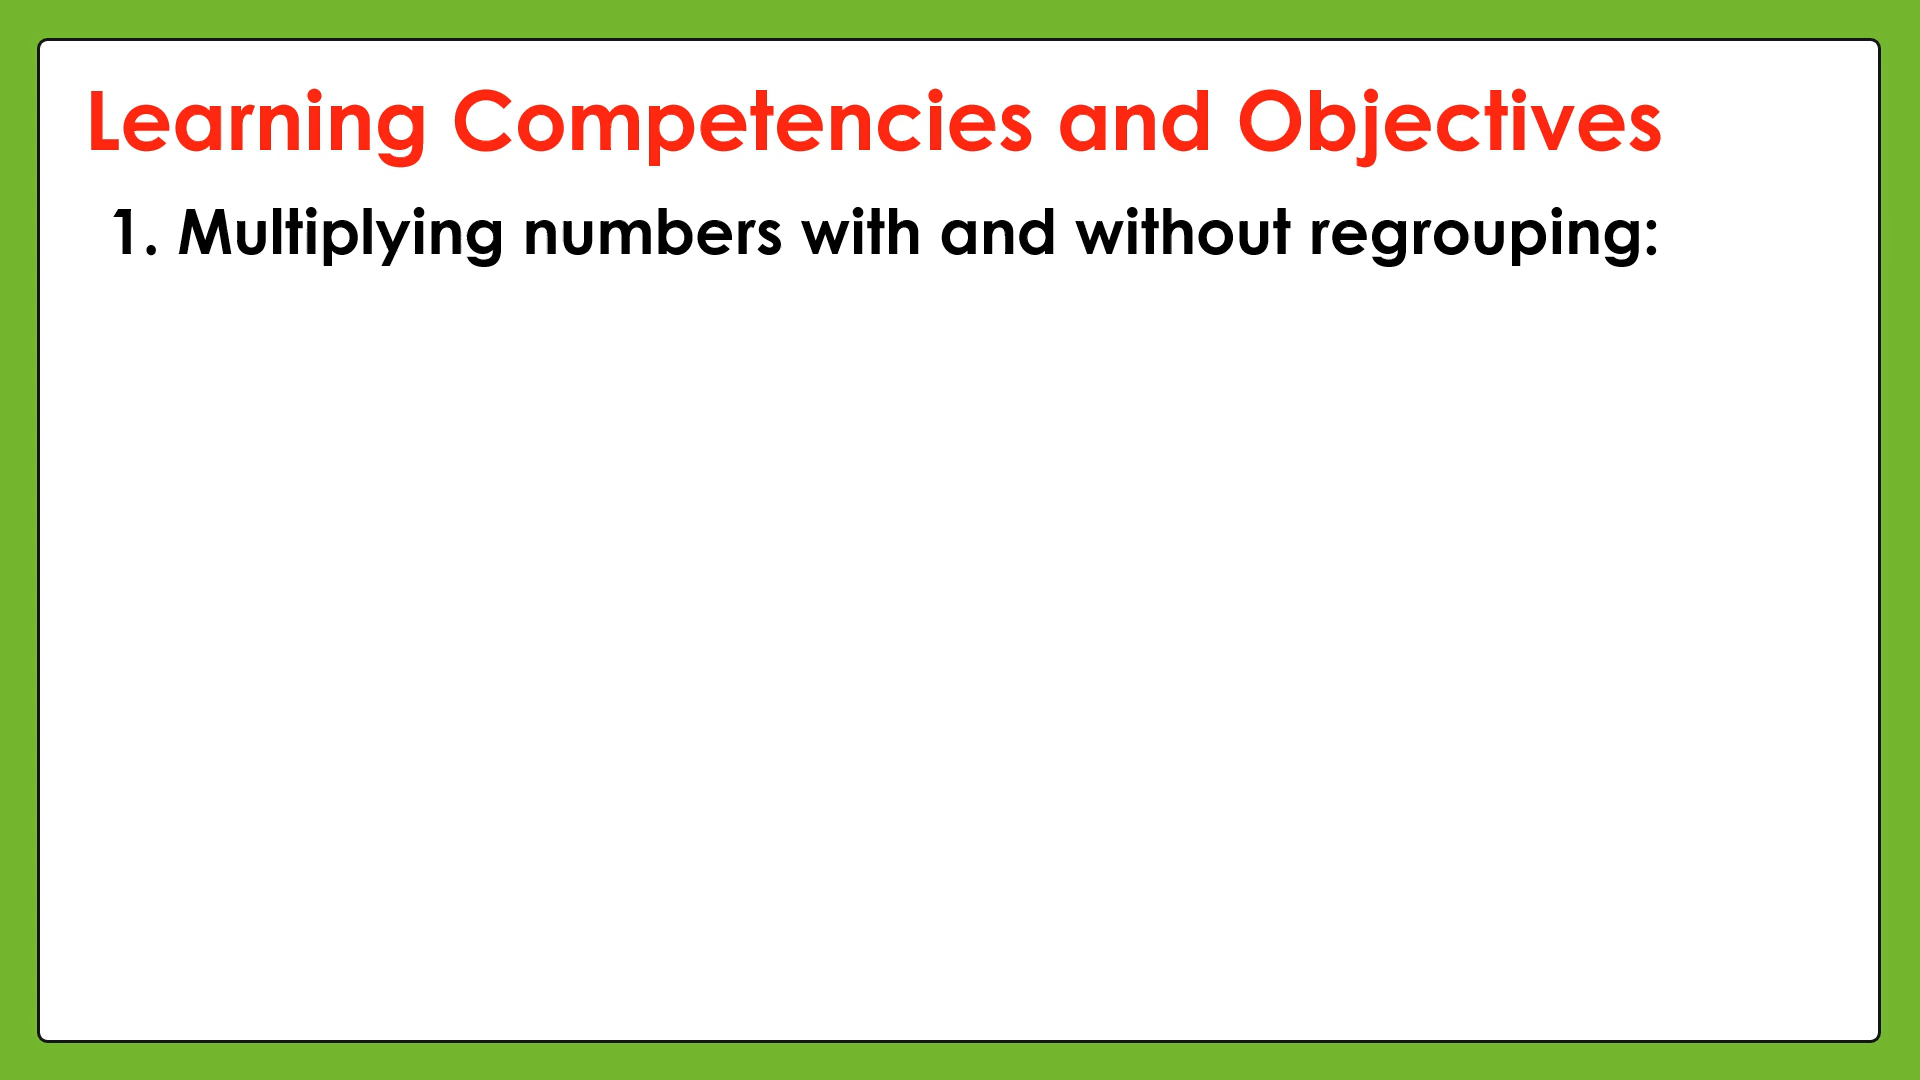 Learning Competencies and Objectives
1. Multiplying numbers with and without regrouping: